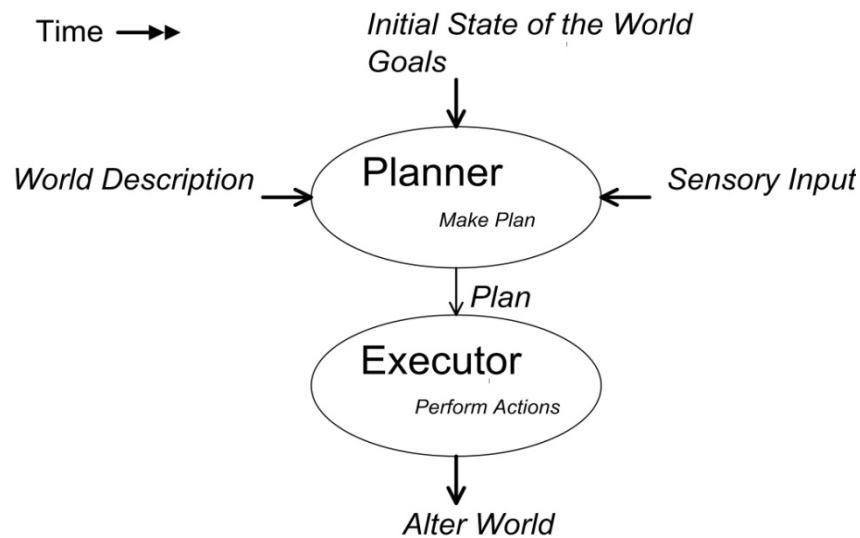 Time
Initial State of the World
Goals
Planner
World Description
Sensory Input
Make Plan
Plan
Executor
Perform Actions
Alter World